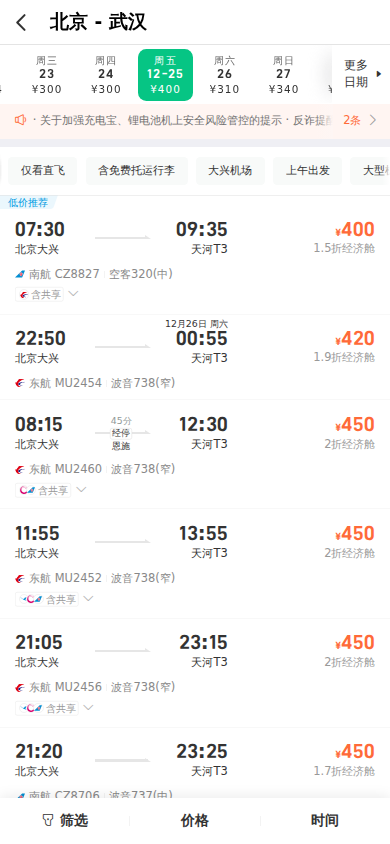 北京 - 武汉
周三 周四 周五 周六 周日
23 24 12-25 26 27
¥300 ¥300 ¥400 ¥310 ¥340
更多
日期
· 关于加强充电宝、锂电池机上安全风险管控的提示 · 反诈提 2条
仅看直飞 含免费托运行李 大兴机场 上午出发 大型
低价推荐
07:30 09:35 ¥400
北京大兴 天河T3 1.5折经济舱
南航 CZ8827 空客320(中)
含共享
12月26日 周六
22:50 00:55 ¥420
北京大兴 天河T3 1.9折经济舱
东航 MU2454 波音738(窄)
45分
08:15 经停 12:30 ¥450
北京大兴 恩施 天河T3 2折经济舱
东航 MU2460 波音738(窄)
含共享
11:55 13:55 ¥450
北京大兴 天河T3 2折经济舱
东航 MU2452 波音738(窄)
含共享
21:05 23:15 ¥450
北京大兴 天河T3 2折经济舱
东航 MU2456 波音738(窄)
含共享
21:20 23:25 ¥450
北京大兴 天河T3 1.7折经济舱
南航 CZ8706 波音737(中)
筛选 价格 时间